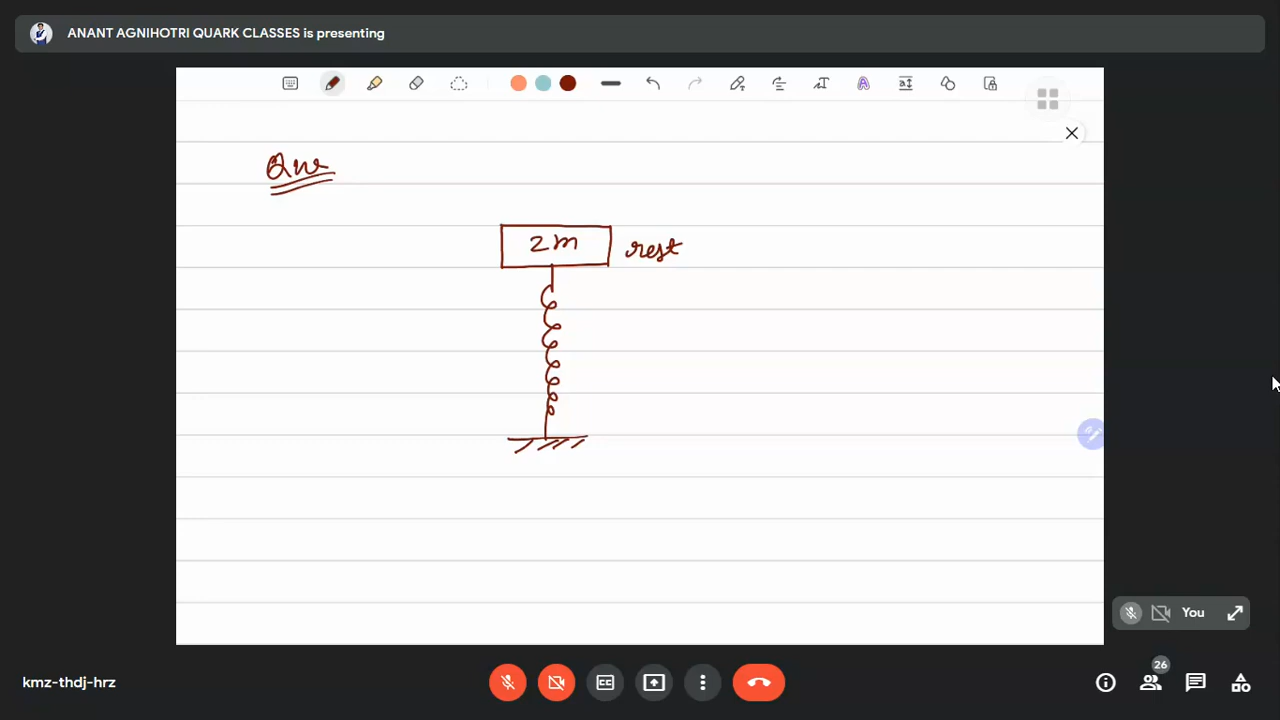 ANANT AGNIHOTRI QUARK CLASSES is presenting
Que
2m
rest
You
kmz-thdj-hrz
26